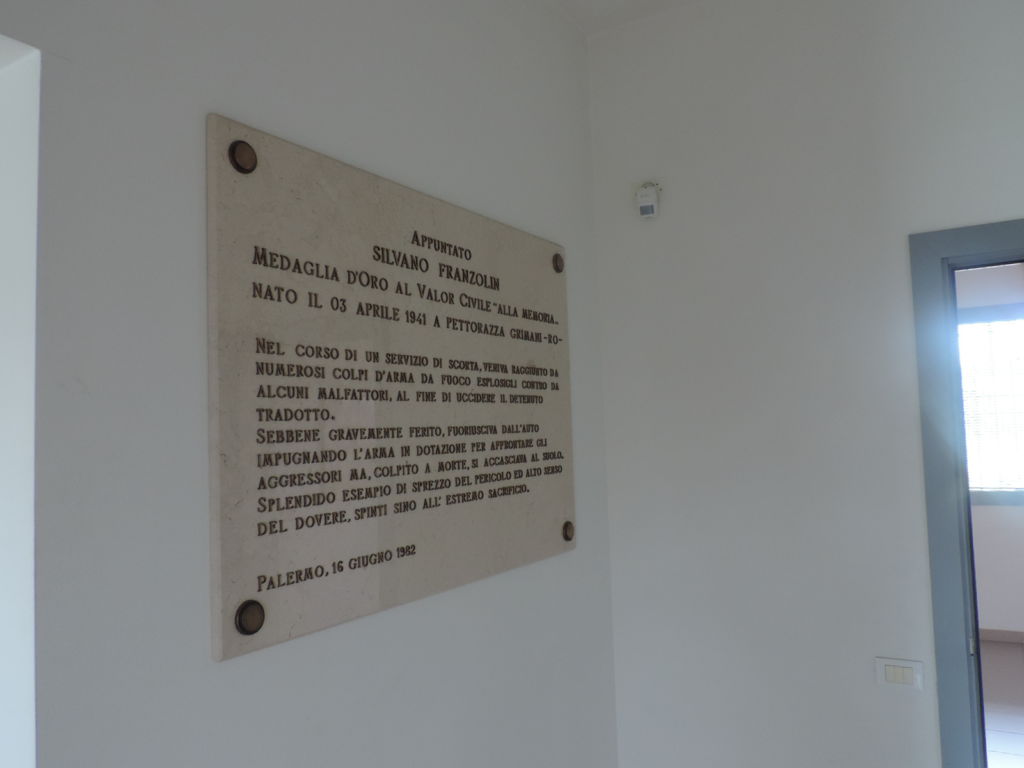 APPUNTATO
SILVANO FRANZOLIN
MEDAGLIA D'ORO AL VALOR CIVILE "ALLA MEMORIA„
NATO IL 03 APRILE 1941 A PETTORAZZA GRIMANI -RO-
NEL CORSO DI UN SERVIZIO DI SCORTA, VENIVA RAGGIUNTO DA
NUMEROSI COLPI D'ARMA DA FUOCO ESPLOSIGLI CONTRO DA
ALCUNI MALFATTORI, AL FINE DI UCCIDERE IL DETENUTO
TRADOTTO.
SEBBENE GRAVEMENTE FERITO, FUORIUSCIVA DALL'AUTO
IMPUGNANDO L'ARMA IN DOTAZIONE PER AFFRONTARE GLI
AGGRESSORI MA, COLPITO A MORTE, SI ACCASCIAVA AL SUOLO.
SPLENDIDO ESEMPIO DI SPREZZO DEL PERICOLO ED ALTO SENSO
DEL DOVERE, SPINTI SINO ALL' ESTREMO SACRIFICIO.
PALERMO, 16 GIUGNO 1982